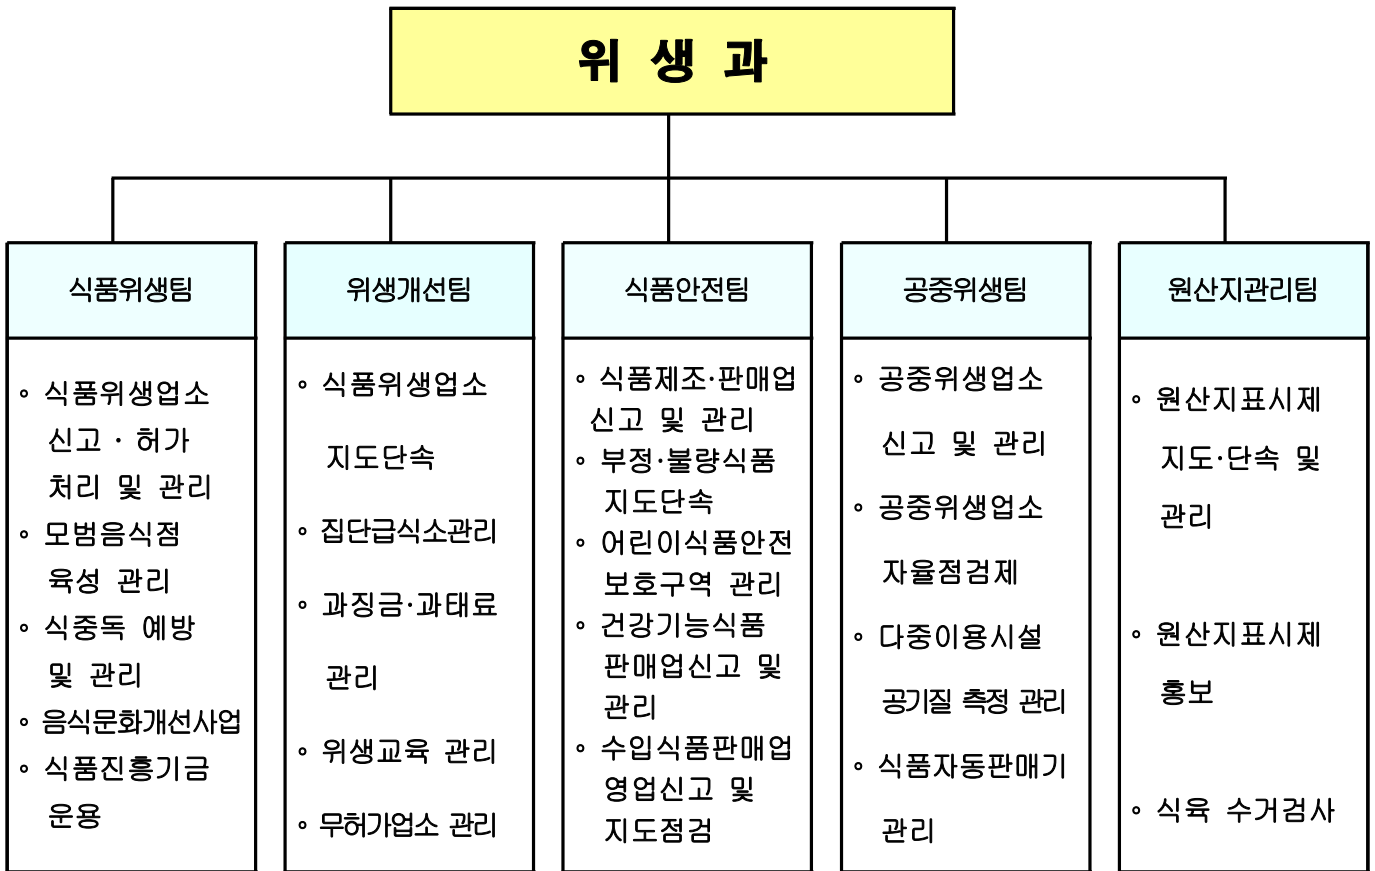 위 생 과
식품위생팀
◦ 식품위생업소
신고 · 허가
처리 및 관리
◦ 모범음식점
육성 관리
◦ 식중독 예방
및 관리
◦ 음식문화개선사업
◦ 식품진흥기금
운용
위생개선팀
◦ 식품위생업소
지도단속
◦ 집단급식소관리
◦ 과징금·과태료
관리
◦ 위생교육 관리
◦ 무허가업소 관리
식품안전팀
◦ 식품제조·판매업
신고 및 관리
◦ 부정·불량식품
지도단속
◦ 어린이식품안전
보호구역 관리
◦ 건강기능식품
판매업신고 및
관리
◦ 수입식품판매업
영업신고 및
지도점검
공중위생팀
◦ 공중위생업소
신고 및 관리
◦ 공중위생업소
자율점검제
◦ 다중이용시설
공기질 측정 관리
◦ 식품자동판매기
관리
원산지관리팀
◦ 원산지표시제
지도·단속 및
관리
◦ 원산지표시제
홍보
◦ 식육 수거검사